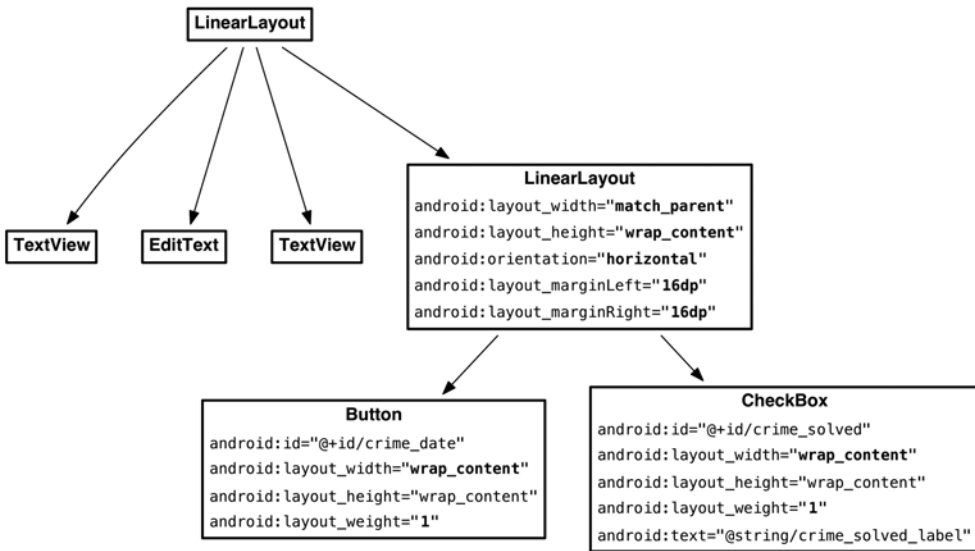 LinearLayout
TextView
EditText
TextView
LinearLayout
android:layout_width="match_parent"
android:layout_height="wrap_content"
android:orientation="horizontal"
android:layout_marginLeft="16dp"
android:layout_marginRight="16dp"
Button
android:id="@+id/crime_date"
android:layout_width="wrap_content"
android:layout_height="wrap_content"
android:layout_weight="1"
CheckBox
android:id="@+id/crime_solved"
android:layout_width="wrap_content"
android:layout_height="wrap_content"
android:layout_weight="1"
android:text="@string/crime_solved_label"